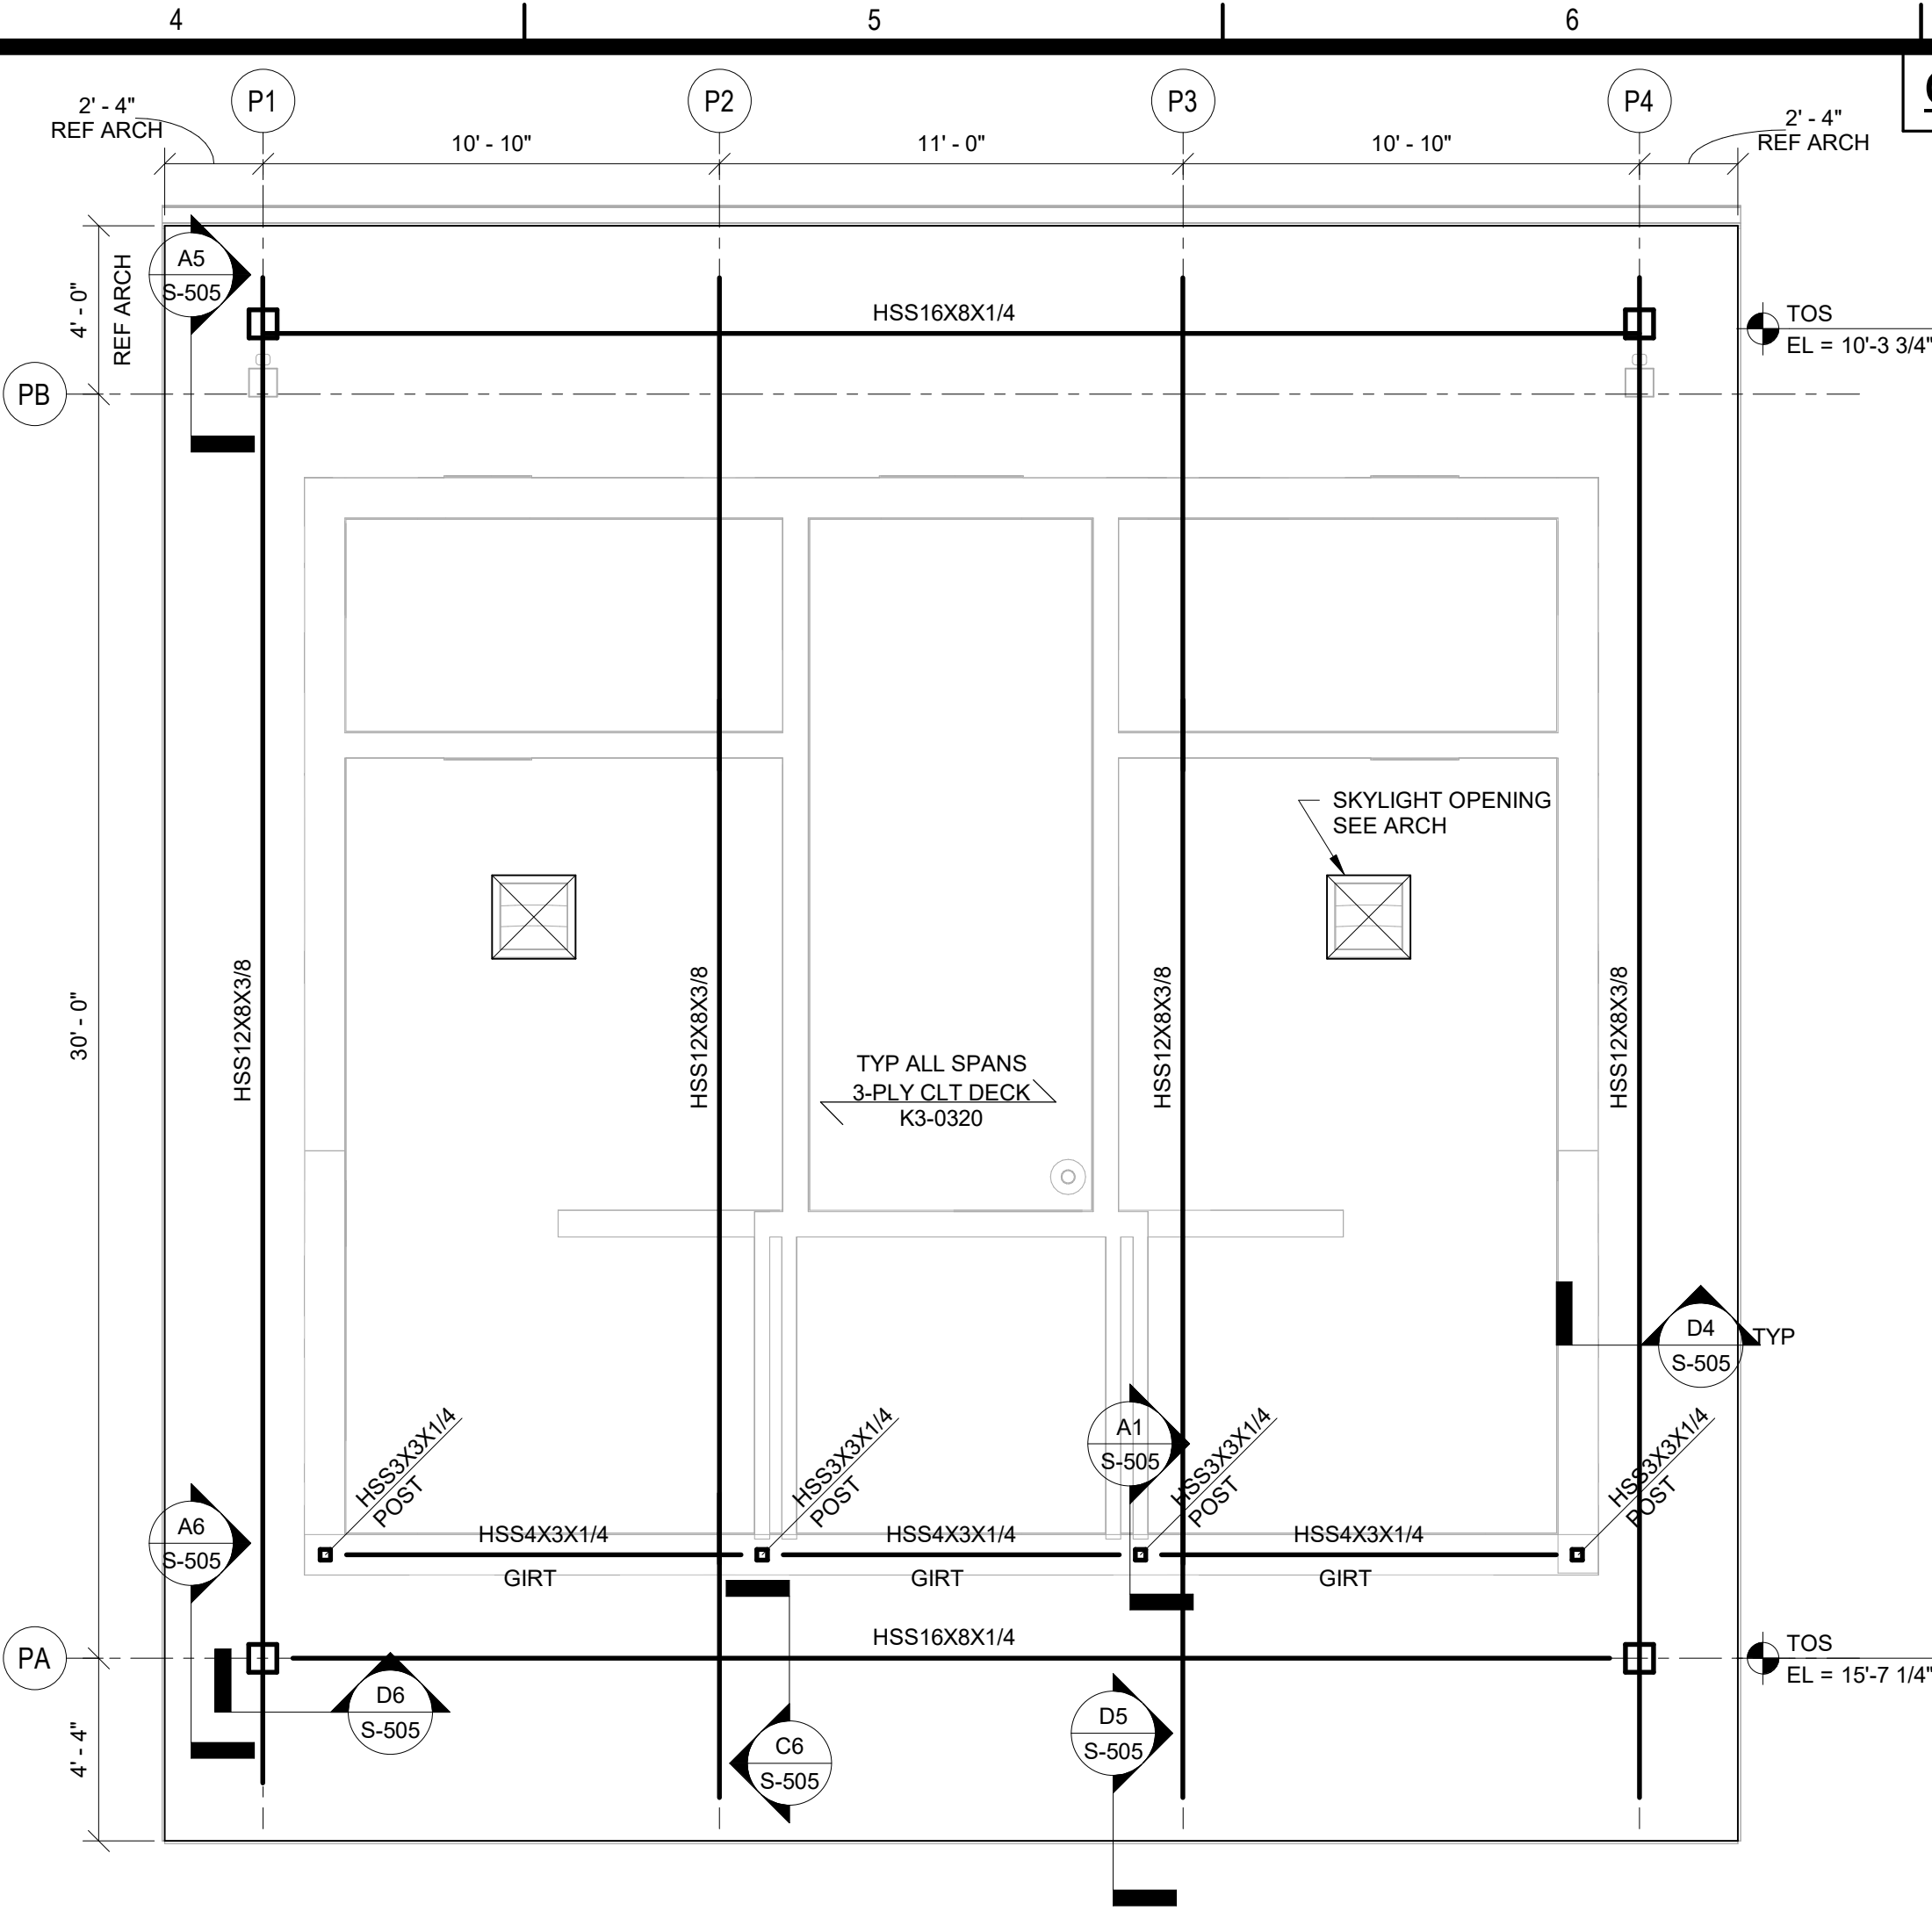 4
5
6
P1
P2
P3
P4
2' - 4"
REF ARCH
10' - 10"
11' - 0"
10' - 10"
2' - 4"
REF ARCH
A5
S-505
4' - 0"
REF ARCH
HSS16X8X1/4
TOS
EL = 10'-3 3/4"
PB
SKYLIGHT OPENING
SEE ARCH
30' - 0"
HSS12X8X3/8
HSS12X8X3/8
HSS12X8X3/8
HSS12X8X3/8
TYP ALL SPANS
3-PLY CLT DECK
K3-0320
D4
S-505
TYP
HSS3X3X1/4
POST
HSS3X3X1/4
POST
A1
S-505
HSS3X3X1/4
POST
HSS3X3X1/4
POST
A6
S-505
HSS4X3X1/4
GIRT
HSS4X3X1/4
GIRT
HSS4X3X1/4
GIRT
PA
HSS16X8X1/4
TOS
EL = 15'-7 1/4"
D6
S-505
C6
S-505
D5
S-505
4' - 4"